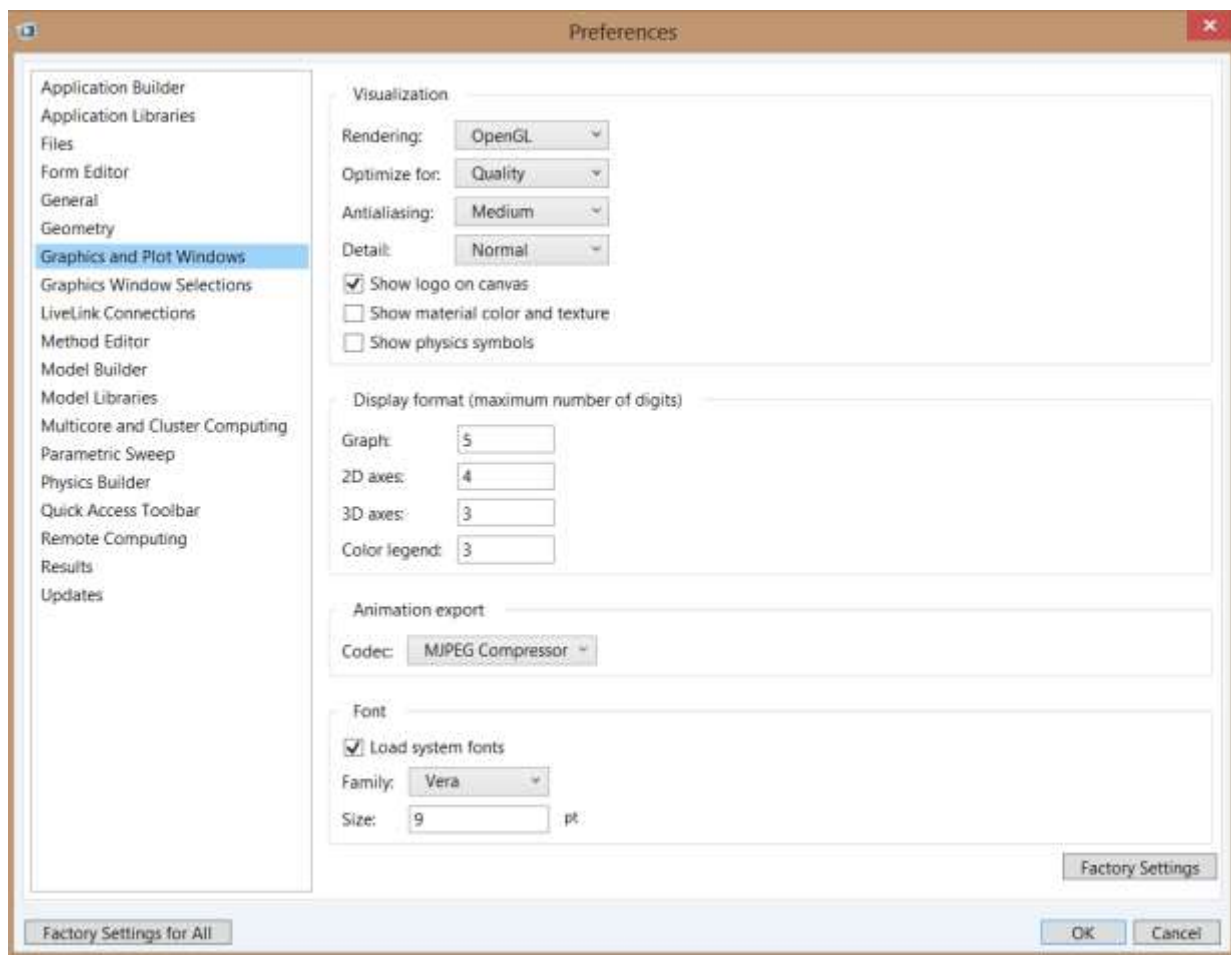 Preferences
Application Builder
Application Libraries
Files
Form Editor
General
Geometry
Graphics and Plot Windows
Graphics Window Selections
LiveLink Connections
Method Editor
Model Builder
Model Libraries
Multicore and Cluster Computing
Parametric Sweep
Physics Builder
Quick Access Toolbar
Remote Computing
Results
Updates
Visualization
Rendering: OpenGL
Optimize for: Quality
Antialiasing: Medium
Detail: Normal
Show logo on canvas
Show material color and texture
Show physics symbols
Display format (maximum number of digits)
Graph: 5
2D axes: 4
3D axes: 3
Color legend: 3
Animation export
Codec: MJPEG Compressor
Font
Load system fonts
Family: Vera
Size: 9 pt
Factory Settings
Factory Settings for All
OK Cancel